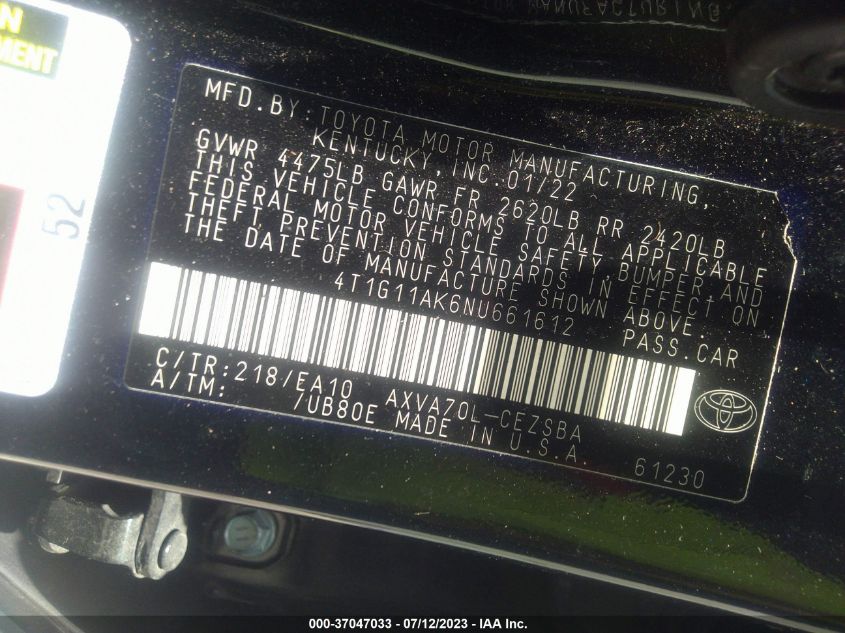 N
MENT
52
MANUFACTURING,
MFD.BY:TOYOTA MOTOR MANUFACTURING,
KENTUCKY,INC.01/22
GVWR 4475LB GAWR FR 2620LB RR 2420LB
THIS VEHICLE CONFORMS TO ALL APPLICABLE
FEDERAL MOTOR VEHICLE SAFETY BUMPER,AND
THEFT PREVENTION STANDARDS IN EFFECT ON
THE DATE OF MANUFACTURE SHOWN ABOVE.
4T1G11AK6NU661612 PASS.CAR
C/TR:218/EA10 AXVA70L-CEZSBA
A/TM: /UB80E MADE IN U.S.A. 61230
000-37047033 / 07/12/2023 - IAA Inc.